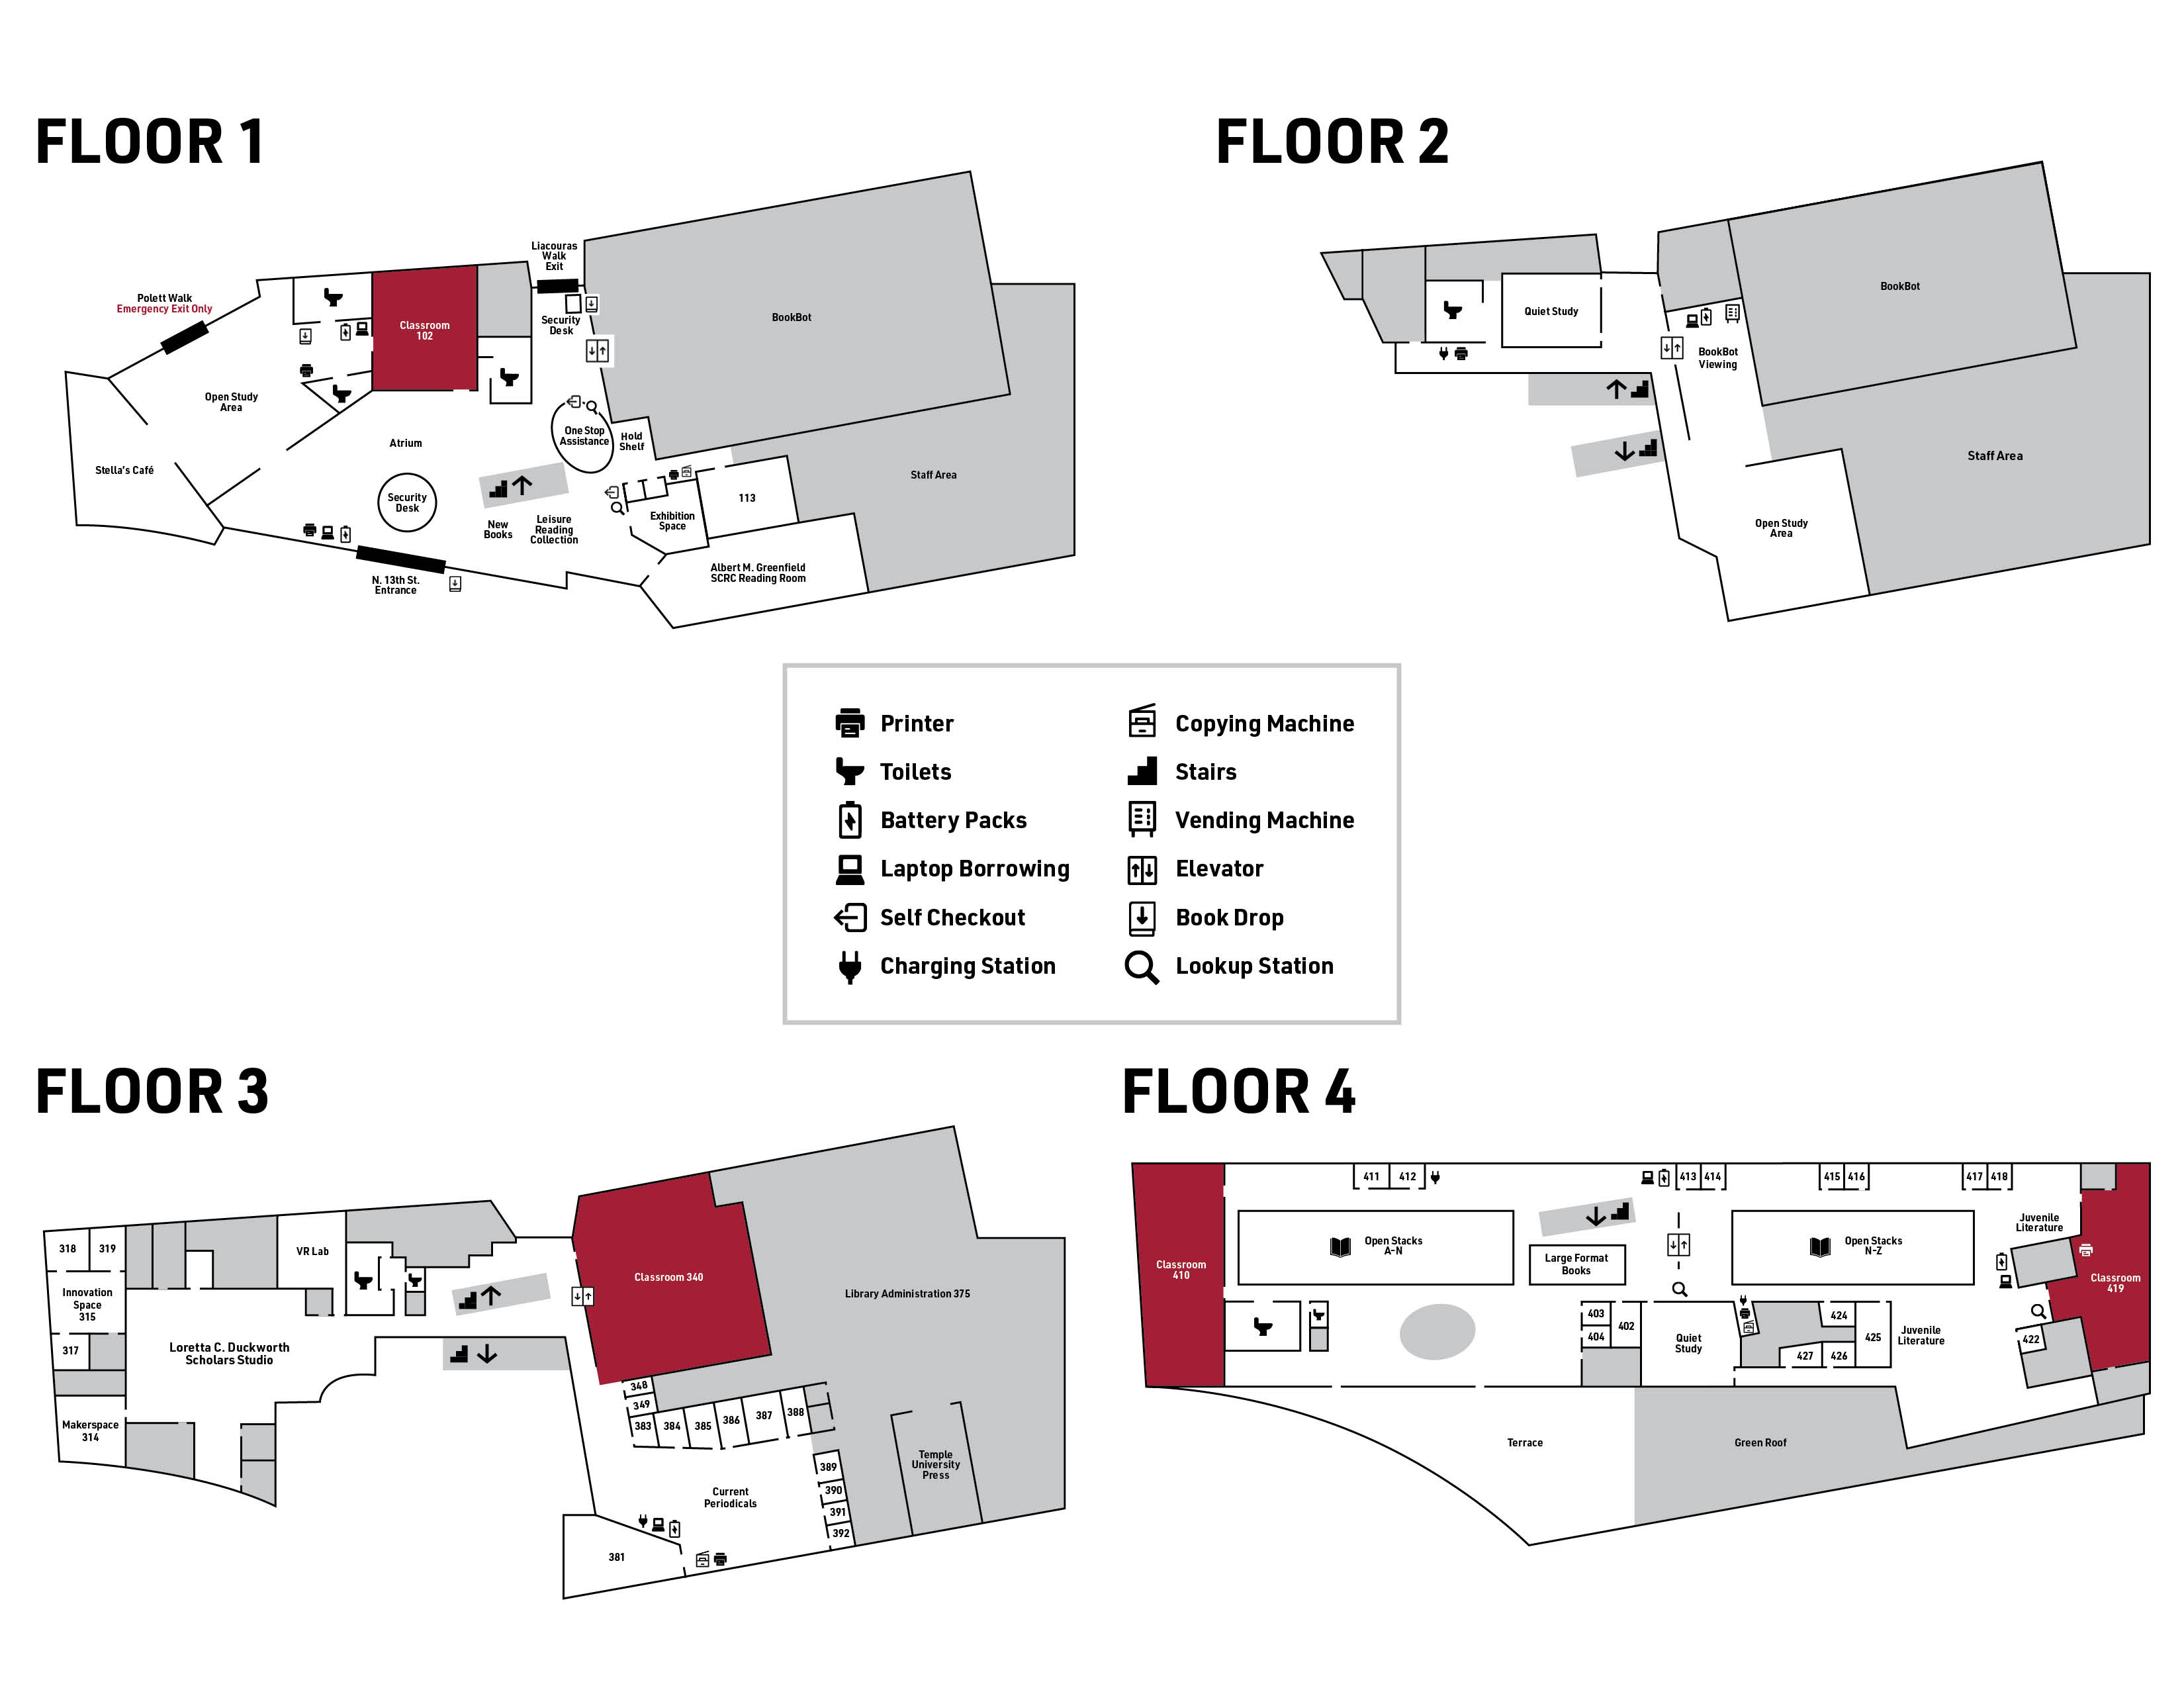 FLOOR 1
Liacouras
Walk
Exit
Polett Walk
Emergency Exit Only
Classroom
102
Security
Desk
BookBot
Open Study
Area
One Stop
Assistance
Hold
Shelf
Atrium
Stella's Café
Staff Area
Security
Desk
113
New
Books
Leisure
Reading
Collection
Exhibition
Space
N. 13th St.
Entrance
Albert M. Greenfield
SCRC Reading Room
FLOOR 2
BookBot
Quiet Study
BookBot
Viewing
Staff Area
Open Study
Area
Printer
Toilets
Battery Packs
Laptop Borrowing
Self Checkout
Charging Station
Copying Machine
Stairs
Vending Machine
Elevator
Book Drop
Lookup Station
FLOOR 3
318
319
VR Lab
Innovation
Space
315
317
Loretta C. Duckworth
Scholars Studio
Makerspace
314
Classroom 340
Library Administration 375
348
349
383
384
385
386
387
388
389
390
391
392
Temple
University
Press
Current
Periodicals
381
FLOOR 4
411
412
413
414
415
416
417
418
Juvenile
Literature
Open Stacks
A-N
Large Format
Books
Open Stacks
N-Z
Classroom
410
Classroom
419
403
404
402
Quiet
Study
424
425
427
426
Juvenile
Literature
422
Terrace
Green Roof